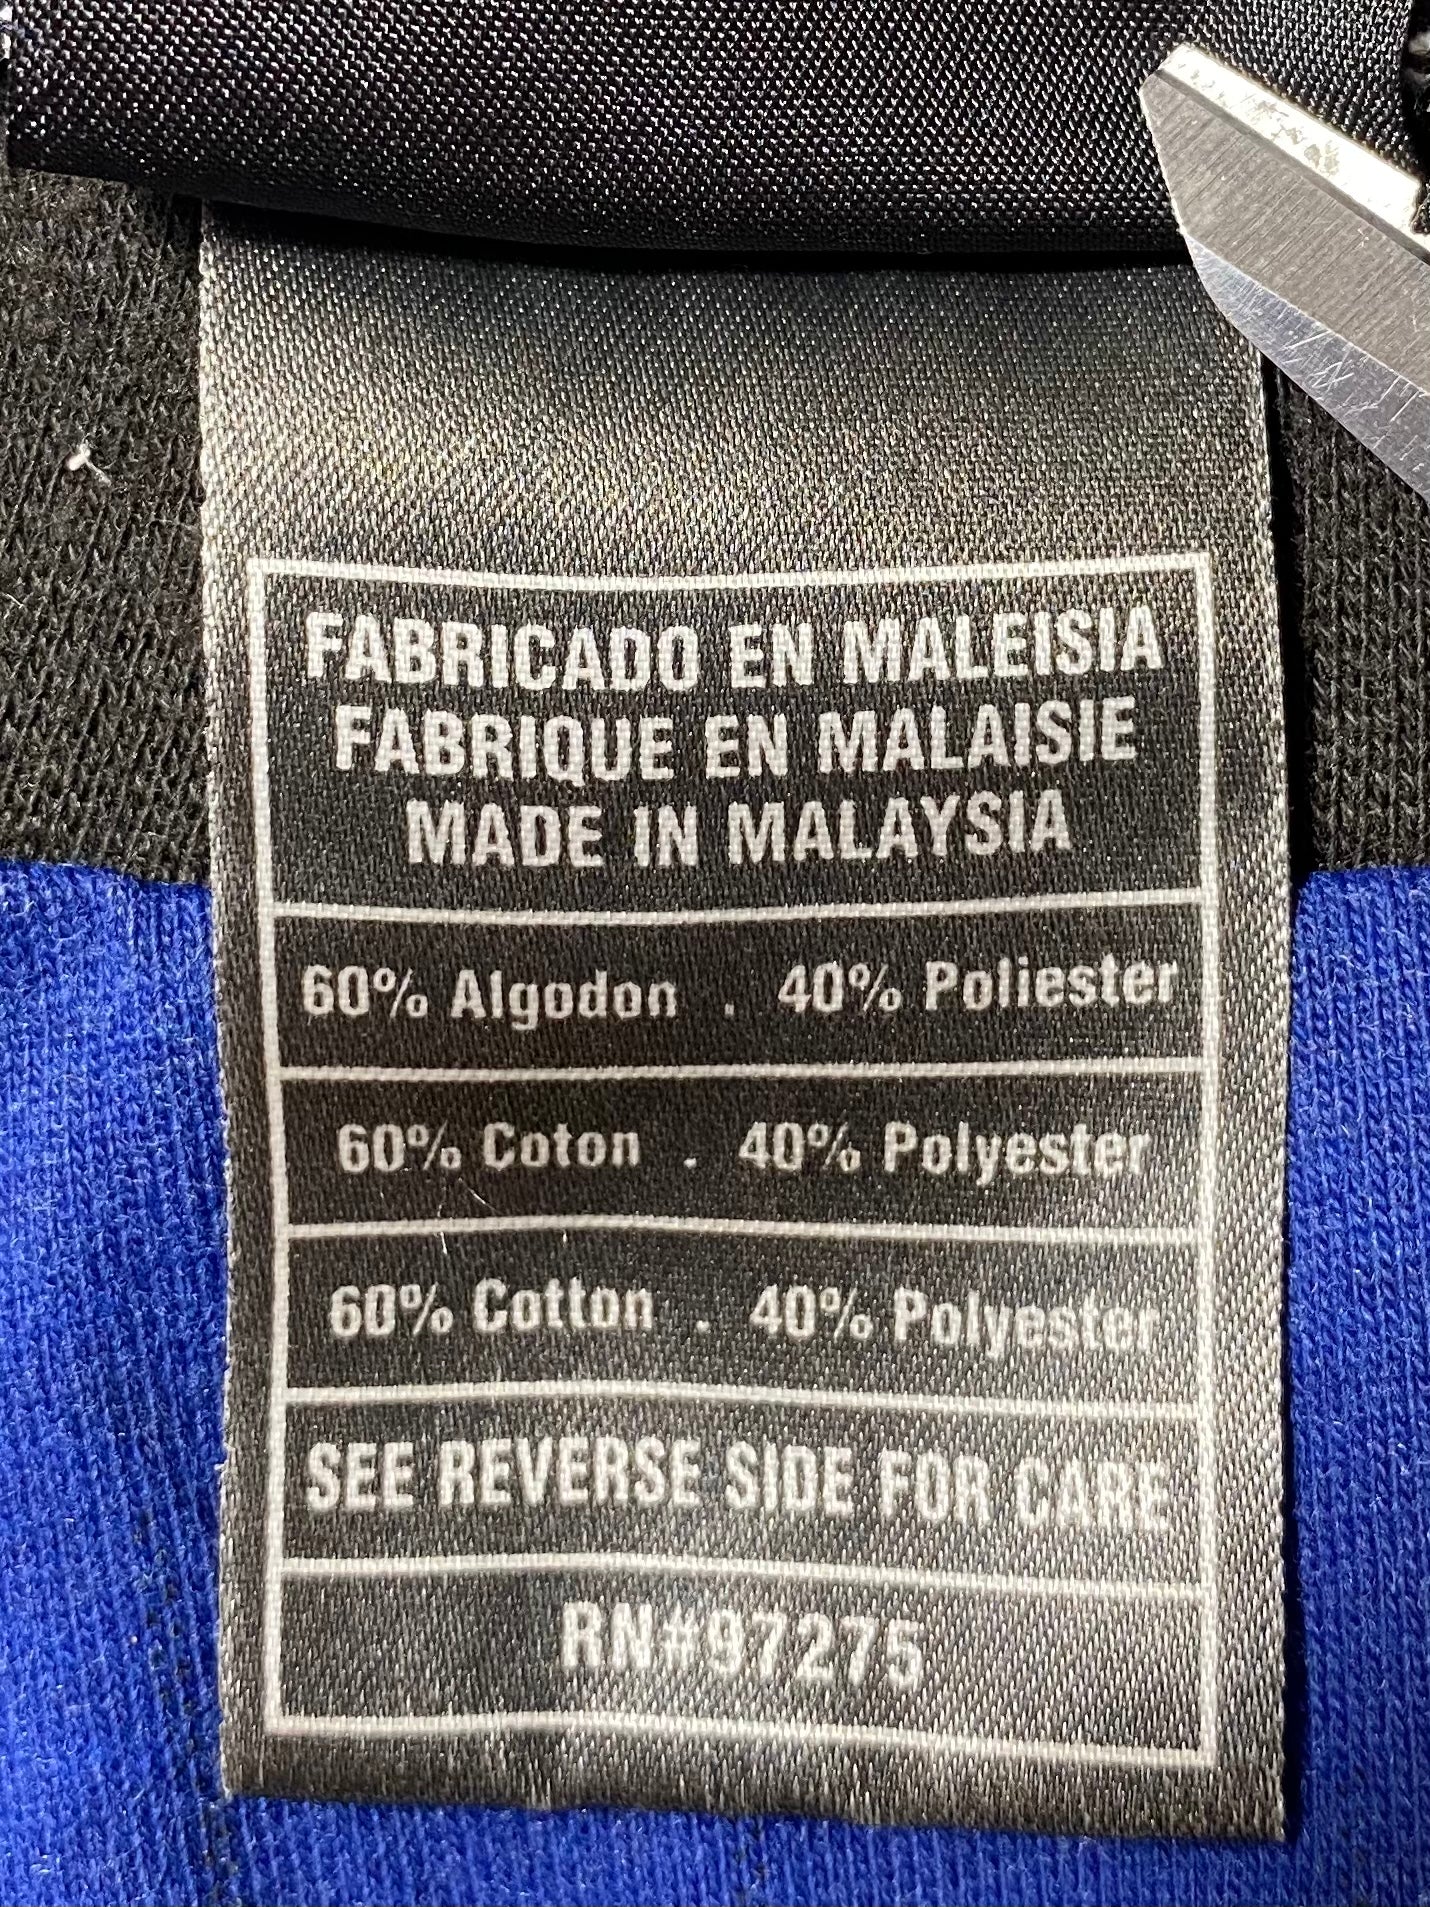 FABRICADO EN MALEISIA
FABRIQUE EN MALAISIE
MADE IN MALAYSIA
60% Algodon . 40% Poliester
60% Coton . 40% Polyester
60% Cotton . 40% Polyester
SEE REVERSE SIDE FOR CARE
RN#97275